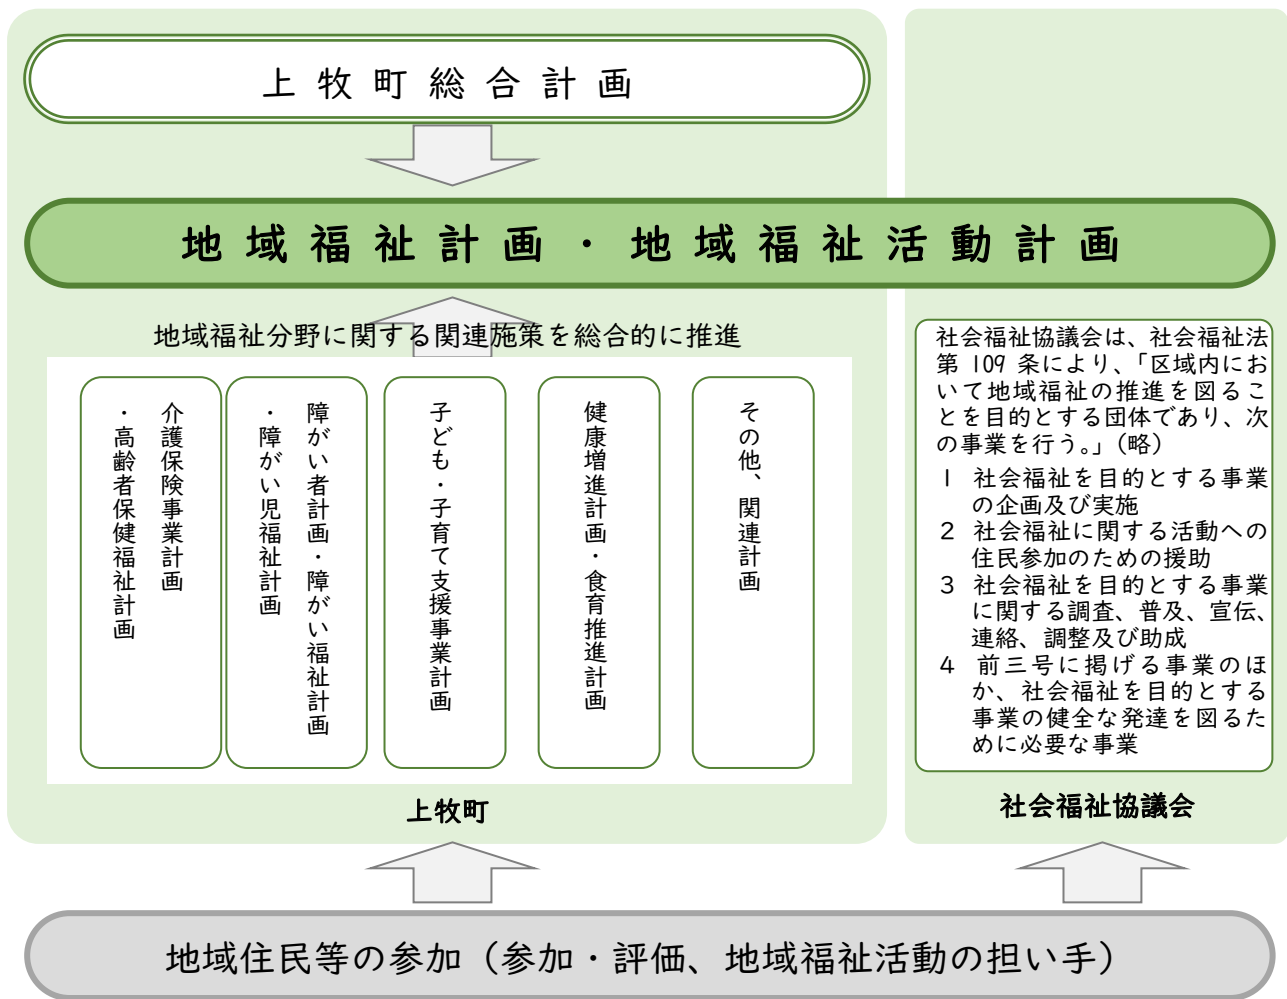 上牧町総合計画
地域福祉計画・地域福祉活動計画
地域福祉分野に関する関連施策を総合的に推進
介護保険事業計画
・高齢者保健福祉計画
障がい者計画・障がい福祉計画
・障がい児福祉計画
子ども・子育て支援事業計画
健康増進計画・食育推進計画
その他、関連計画
上牧町
社会福祉協議会は、社会福祉法
第 109 条により、「区域内にお
いて地域福祉の推進を図るこ
とを目的とする団体であり、次
の事業を行う。」（略）
1 社会福祉を目的とする事業
の企画及び実施
2 社会福祉に関する活動への
住民参加のための援助
3 社会福祉を目的とする事業
に関する調査、普及、宣伝、
連絡、調整及び助成
4 前三号に掲げる事業のほ
か、社会福祉を目的とする
事業の健全な発達を図るた
めに必要な事業
社会福祉協議会
地域住民等の参加（参加・評価、地域福祉活動の担い手）